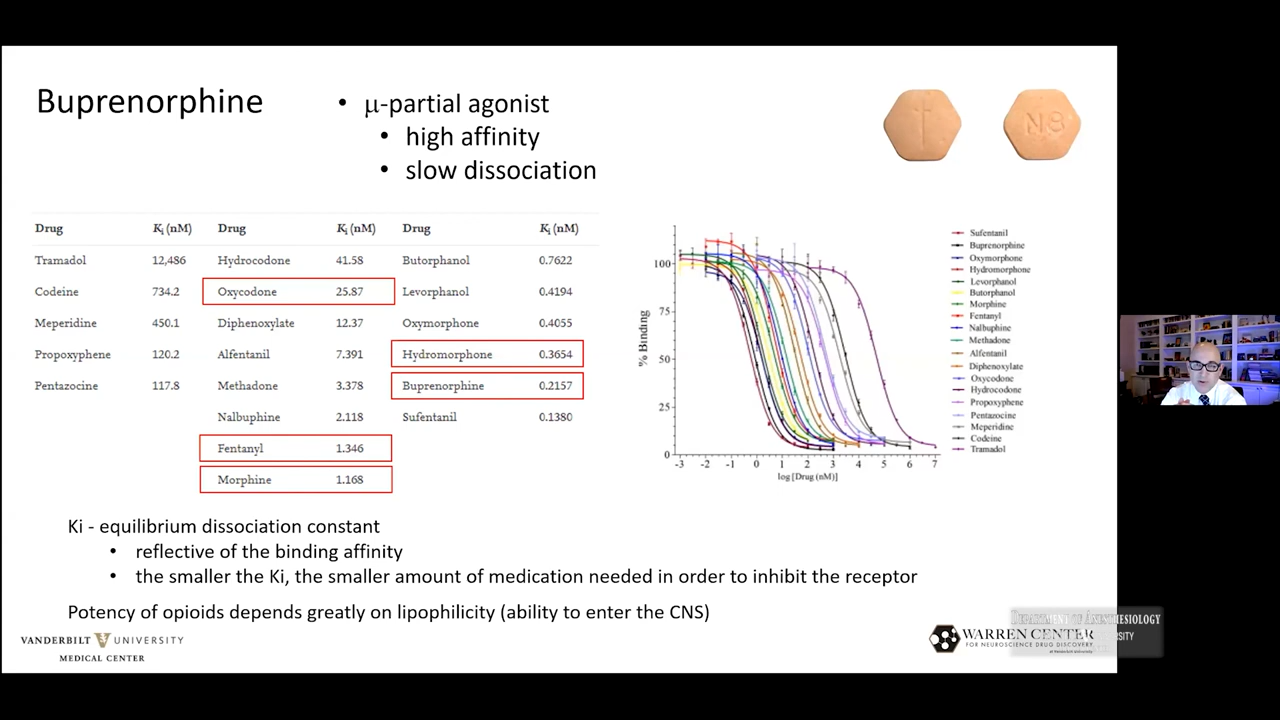 Buprenorphine
• μ-partial agonist
• high affinity
• slow dissociation
N8
Drug Ki (nM) Drug Ki (nM) Drug Ki (nM)
Tramadol 12,486 Hydrocodone 41.58 Butorphanol 0.7622
Codeine 734.2 Oxycodone 25.87 Levorphanol 0.4194
Meperidine 450.1 Diphenoxylate 12.37 Oxymorphone 0.4055
Propoxyphene 120.2 Alfentanil 7.391 Hydromorphone 0.3654
Pentazocine 117.8 Methadone 3.378 Buprenorphine 0.2157
Nalbuphine 2.118 Sufentanil 0.1380
Fentanyl 1.346
Morphine 1.168
% Binding
100
75
50
25
0
-3 -2 -1 0 1 2 3 4 5 6 7
log [Drug (nM)]
Sufentanil
Buprenorphine
Oxymorphone
Hydromorphone
Levorphanol
Butorphanol
Morphine
Fentanyl
Nalbuphine
Methadone
Alfentanil
Diphenoxylate
Oxycodone
Hydrocodone
Propoxyphene
Pentazocine
Meperidine
Codeine
Tramadol
Ki - equilibrium dissociation constant
• reflective of the binding affinity
• the smaller the Ki, the smaller amount of medication needed in order to inhibit the receptor
Potency of opioids depends greatly on lipophilicity (ability to enter the CNS)
VANDERBILT V UNIVERSITY
MEDICAL CENTER
WARREN CENTER
FOR NEUROSCIENCE DRUG DISCOVERY
at Vanderbilt University
DEPARTMENT OF ANESTHESIOLOGY